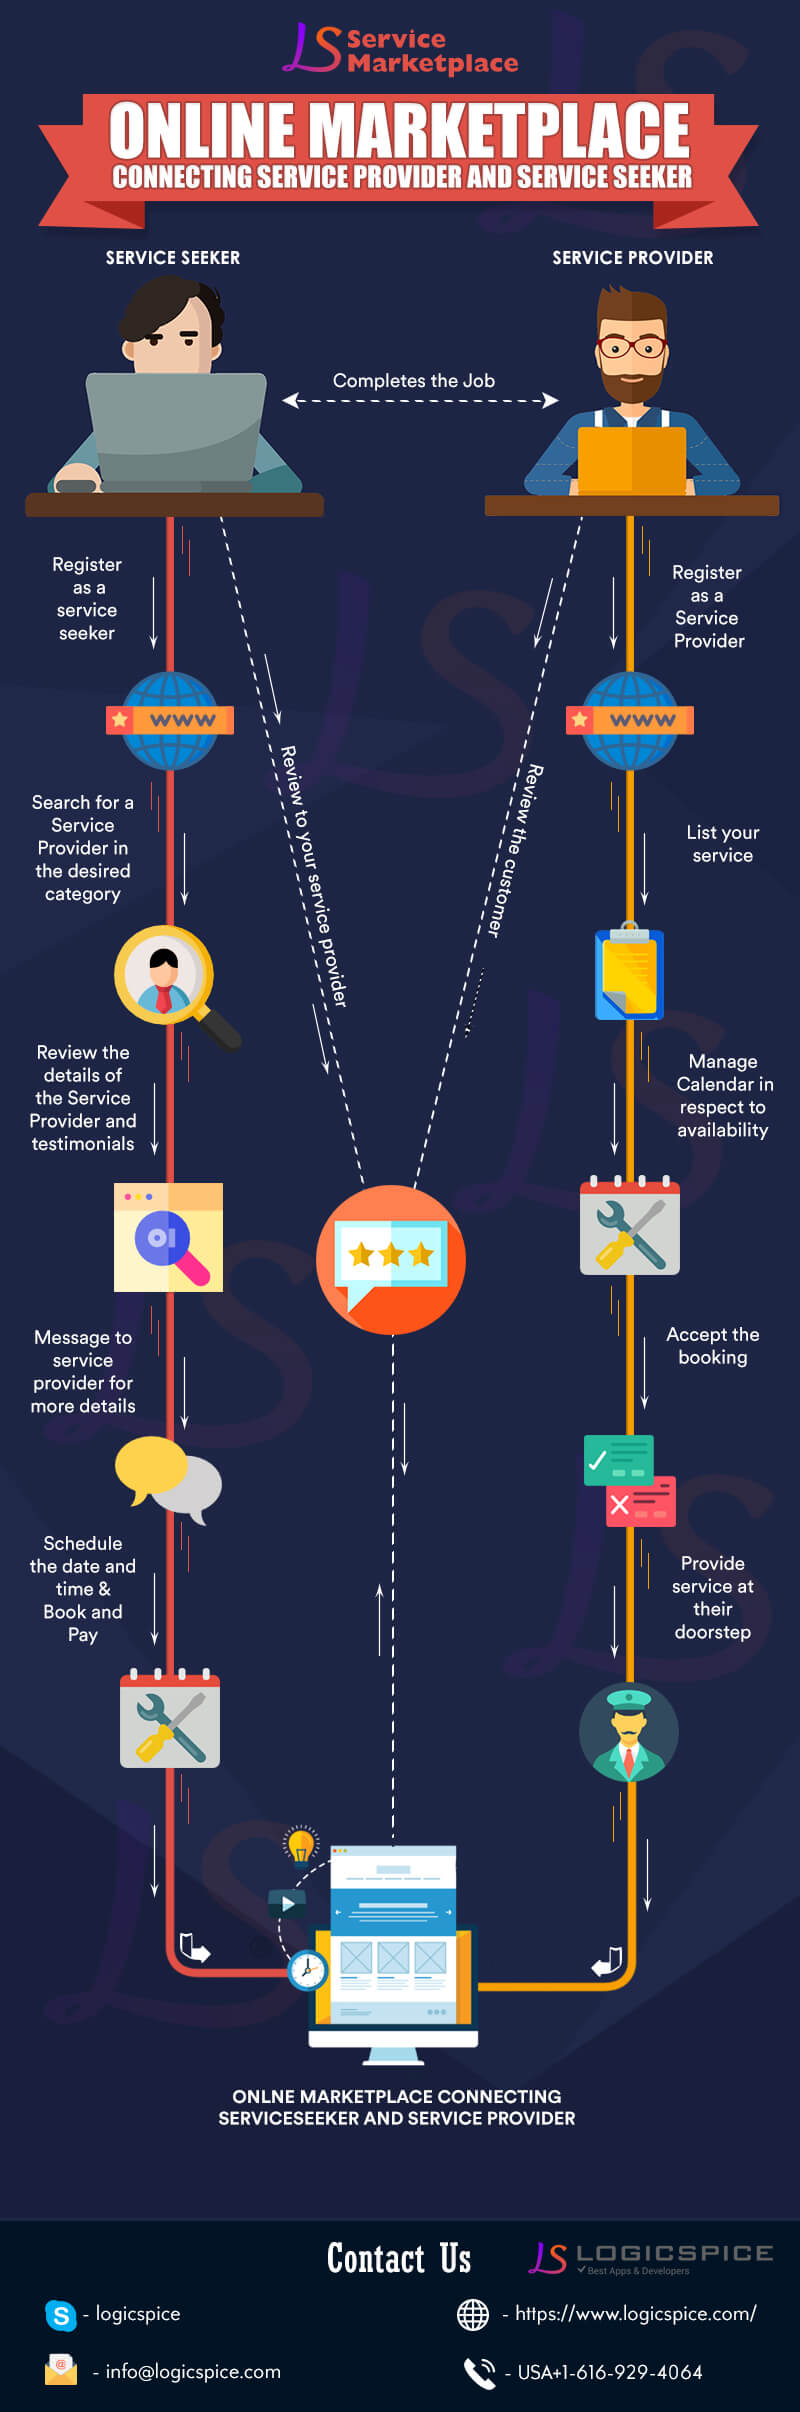 LS Service
Marketplace
ONLINE MARKETPLACE
CONNECTING SERVICE PROVIDER AND SERVICE SEEKER
SERVICE SEEKER
SERVICE PROVIDER
Completes the Job
Register
as a
service
seeker
Register
as a
Service
Provider
www
www
Review to your service provider
Review the customer
Search for a
Service
Provider in
the desired
category
List your
service
Review the
details of
the Service
Provider and
testimonials
Manage
Calendar in
respect to
availability
Message to
service
provider for
more details
Accept the
booking
Schedule
the date and
time &
Book and
Pay
Provide
service at
their
doorstep
ONLNE MARKETPLACE CONNECTING
SERVICESEEKER AND SERVICE PROVIDER
Contact Us
LS LOGICSPICE
Best Apps & Developers
S - logicspice
- https://www.logicspice.com/
@ - info@logicspice.com
- USA+1-616-929-4064